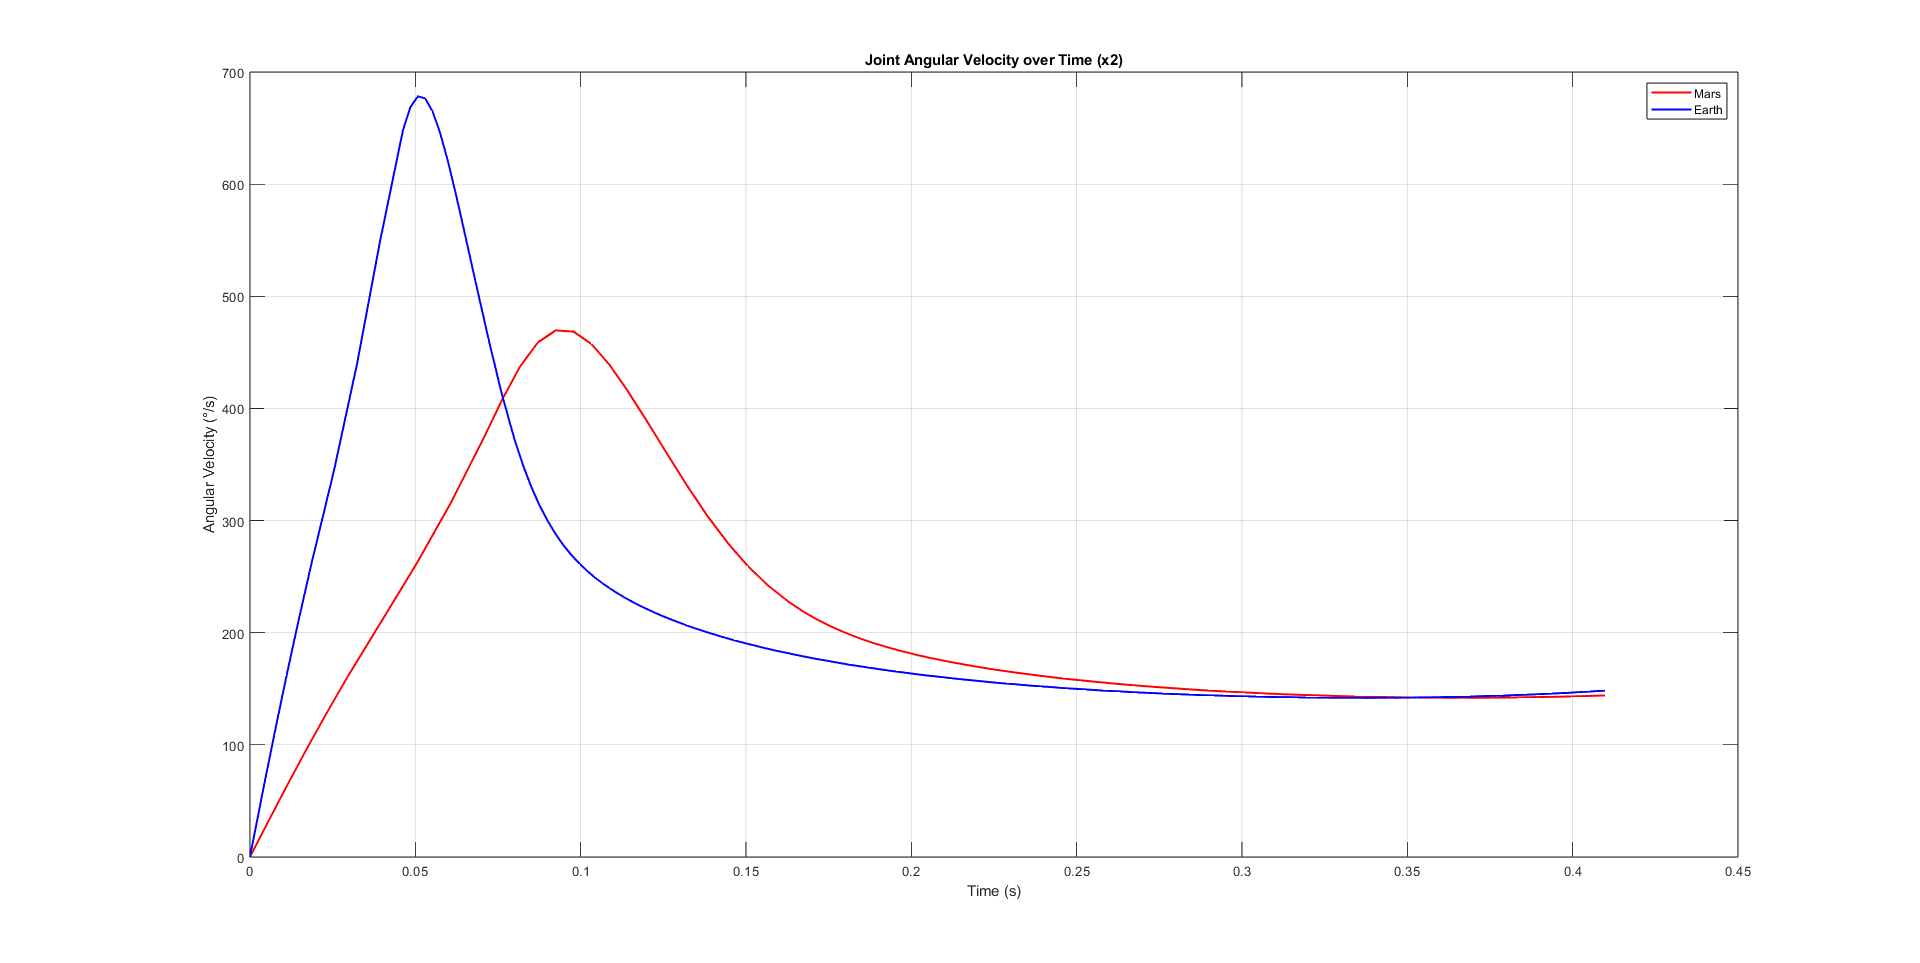 Joint Angular Velocity over Time (x2)
700
600
500
400
300
200
100
0
Angular Velocity (°/s)
Mars
Earth
0 0.05 0.1 0.15 0.2 0.25 0.3 0.35 0.4 0.45
Time (s)